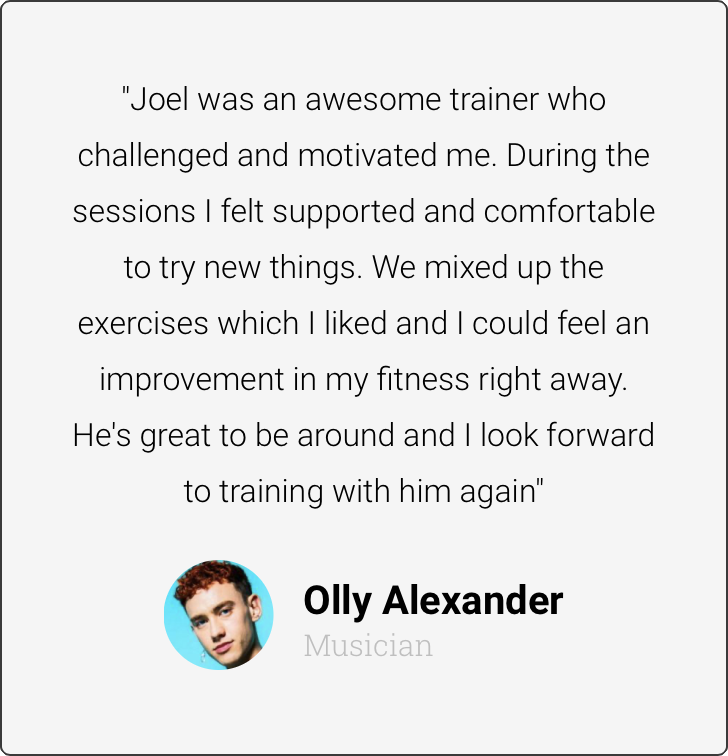 "Joel was an awesome trainer who
challenged and motivated me. During the
sessions I felt supported and comfortable
to try new things. We mixed up the
exercises which I liked and I could feel an
improvement in my fitness right away.
He's great to be around and I look forward
to training with him again"
Olly Alexander
Musician